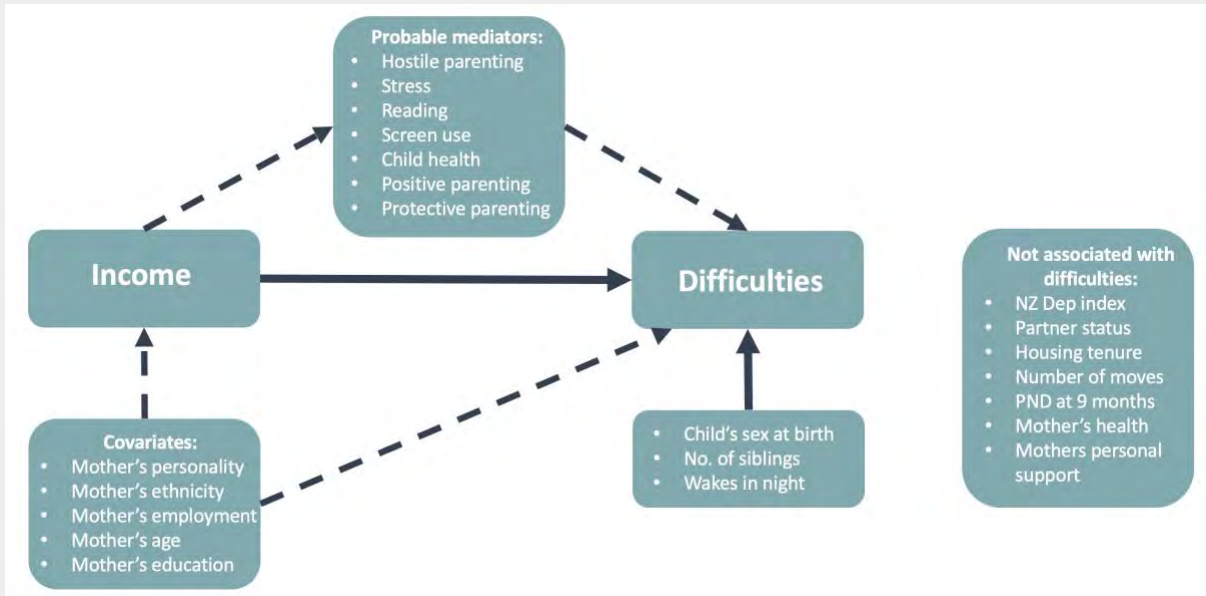 Probable mediators:
• Hostile parenting
• Stress
• Reading
• Screen use
• Child health
• Positive parenting
• Protective parenting
Income
Difficulties
Not associated with
difficulties:
• NZ Dep index
• Partner status
• Housing tenure
• Number of moves
• PND at 9 months
• Mother's health
• Mothers personal
support
Covariates:
• Mother's personality
• Mother's ethnicity
• Mother's employment
• Mother's age
• Mother's education
• Child's sex at birth
• No. of siblings
• Wakes in night